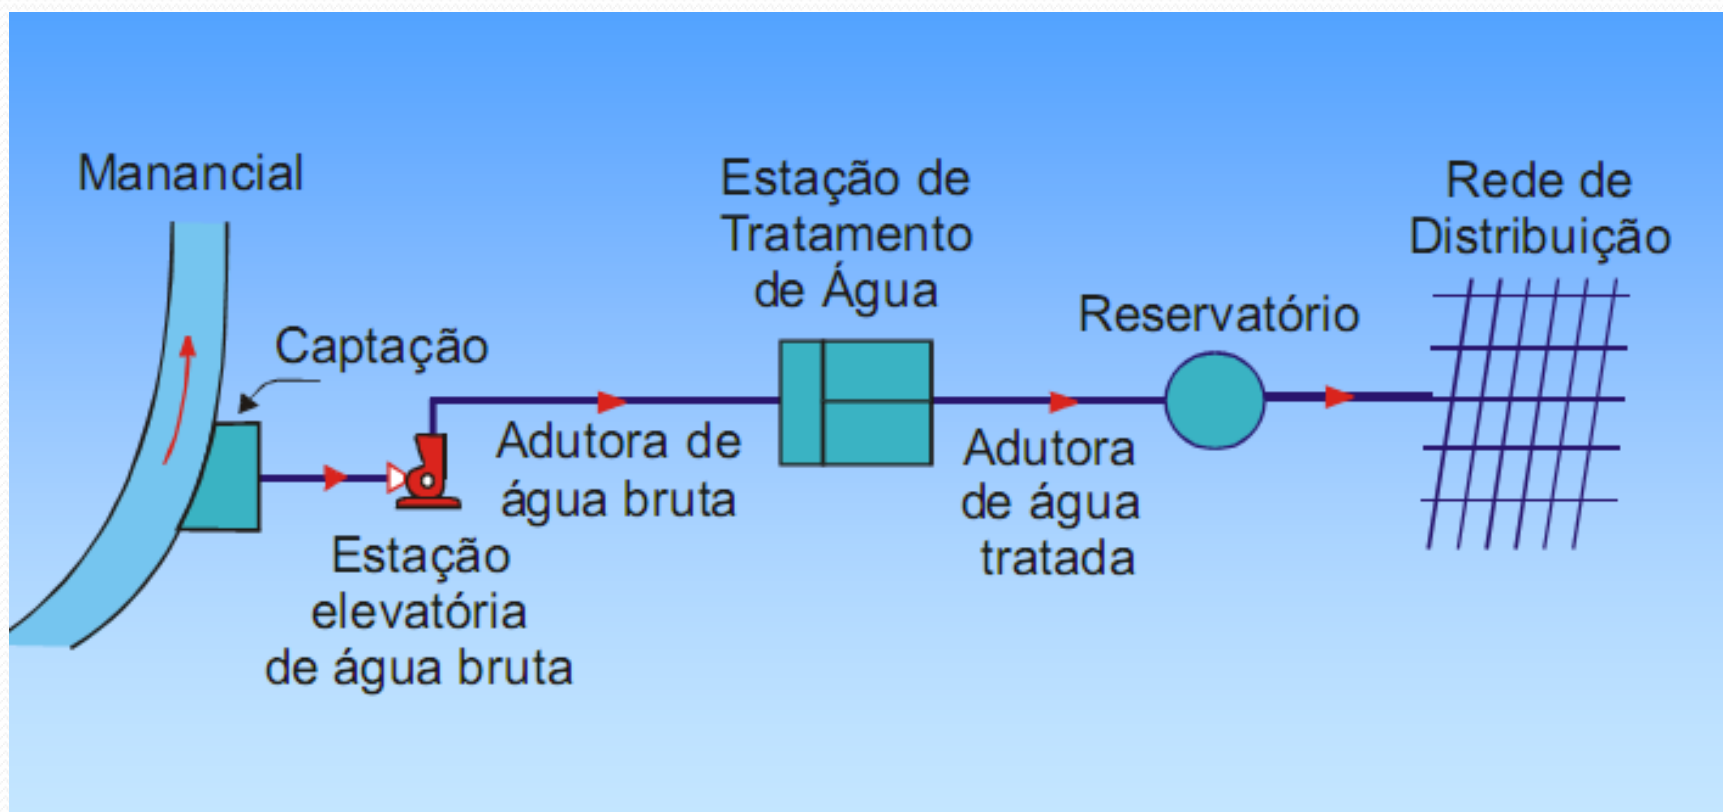 Manancial
Captação
Estação
elevatória
de água bruta
Adutora de
água bruta
Estação de
Tratamento
de Água
Adutora
de água
tratada
Reservatório
Rede de
Distribuição